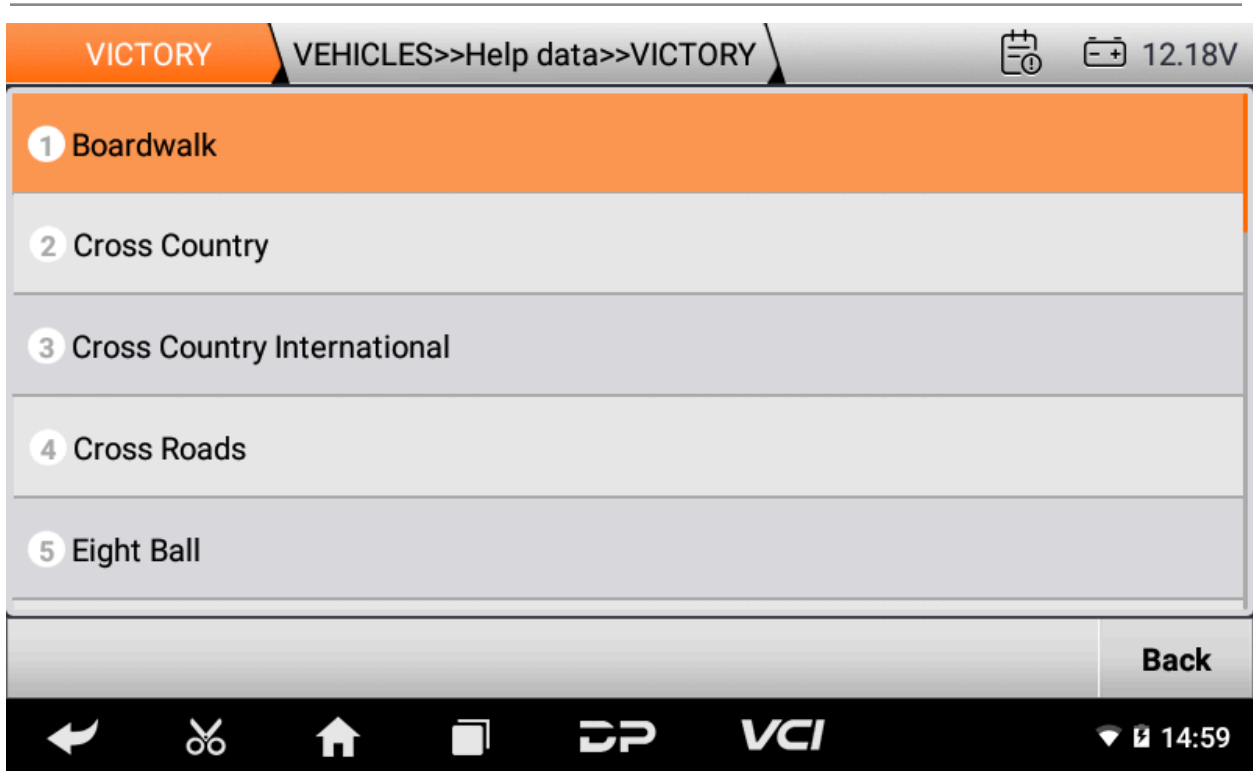 VICTORY VEHICLES>>Help data>>VICTORY 12.18V
1 Boardwalk
2 Cross Country
3 Cross Country International
4 Cross Roads
5 Eight Ball
Back
DP VCI 14:59